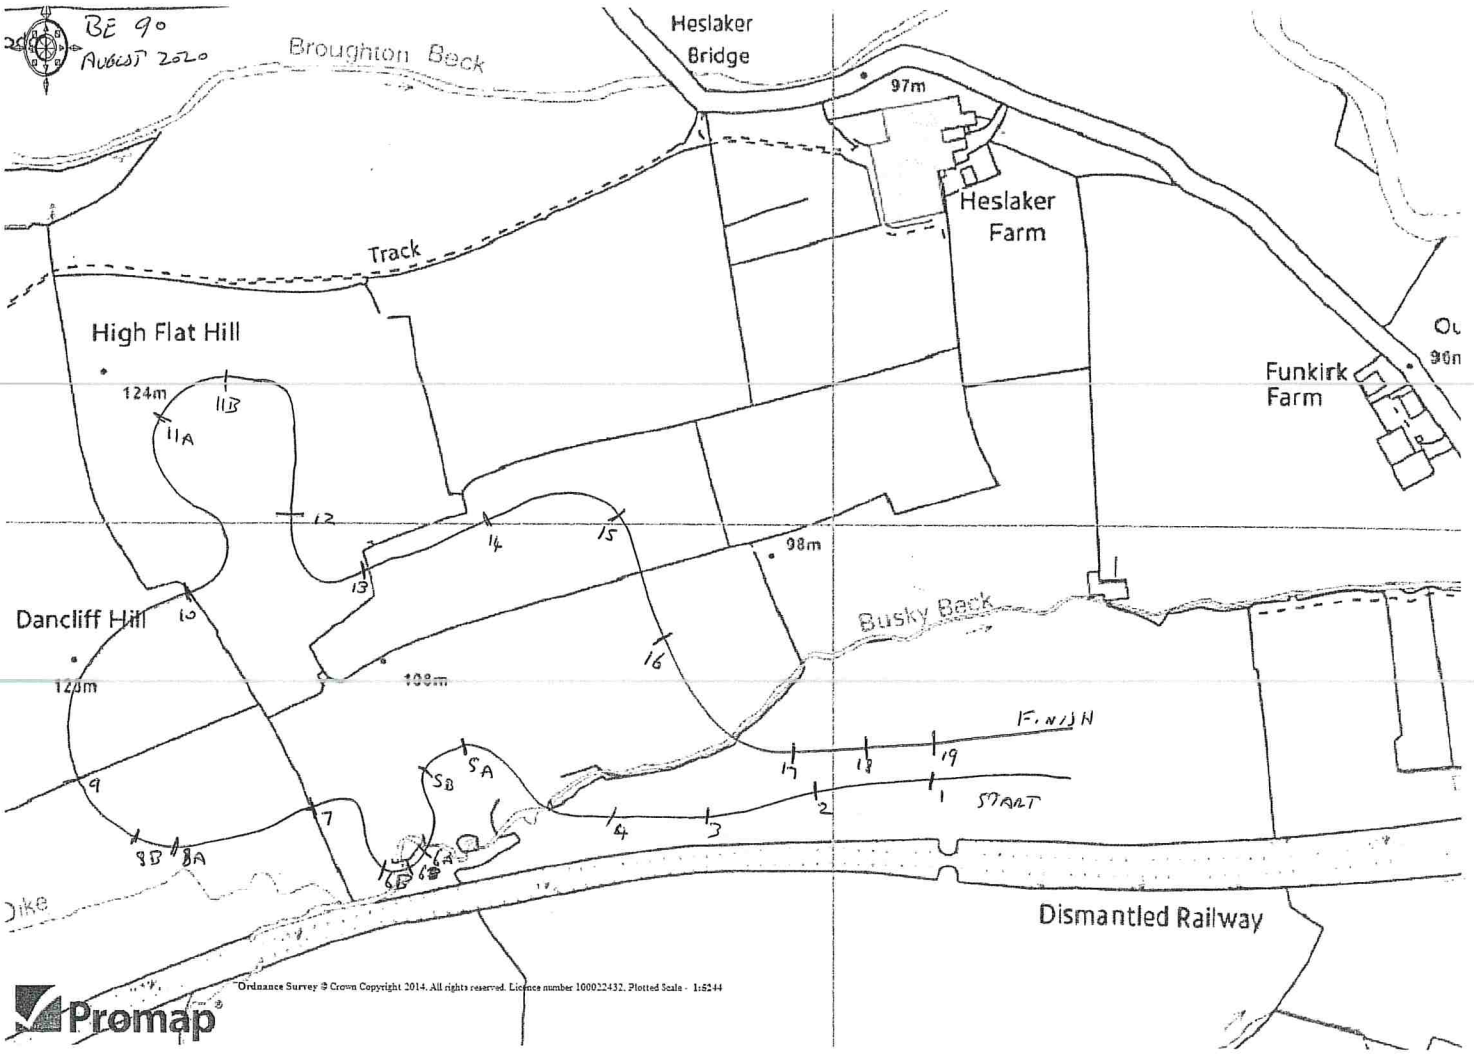 BE 90
AUGUST 2020
Broughton Beck
Heslaker
Bridge
97m
Heslaker
Farm
Track
High Flat Hill
124m
11B
11A
12
13
14
15
98m
Funkirk
Farm
Busky Beck
10
Dancliff Hill
16
108m
FINISH
17
18
19
START
1
2
3
4
5A
5B
6A
7
8B
8A
9
Dike
Dismantled Railway
Ordnance Survey © Crown Copyright 2014. All rights reserved. Licence number 100022432. Plotted Scale - 1:5244
Promap®